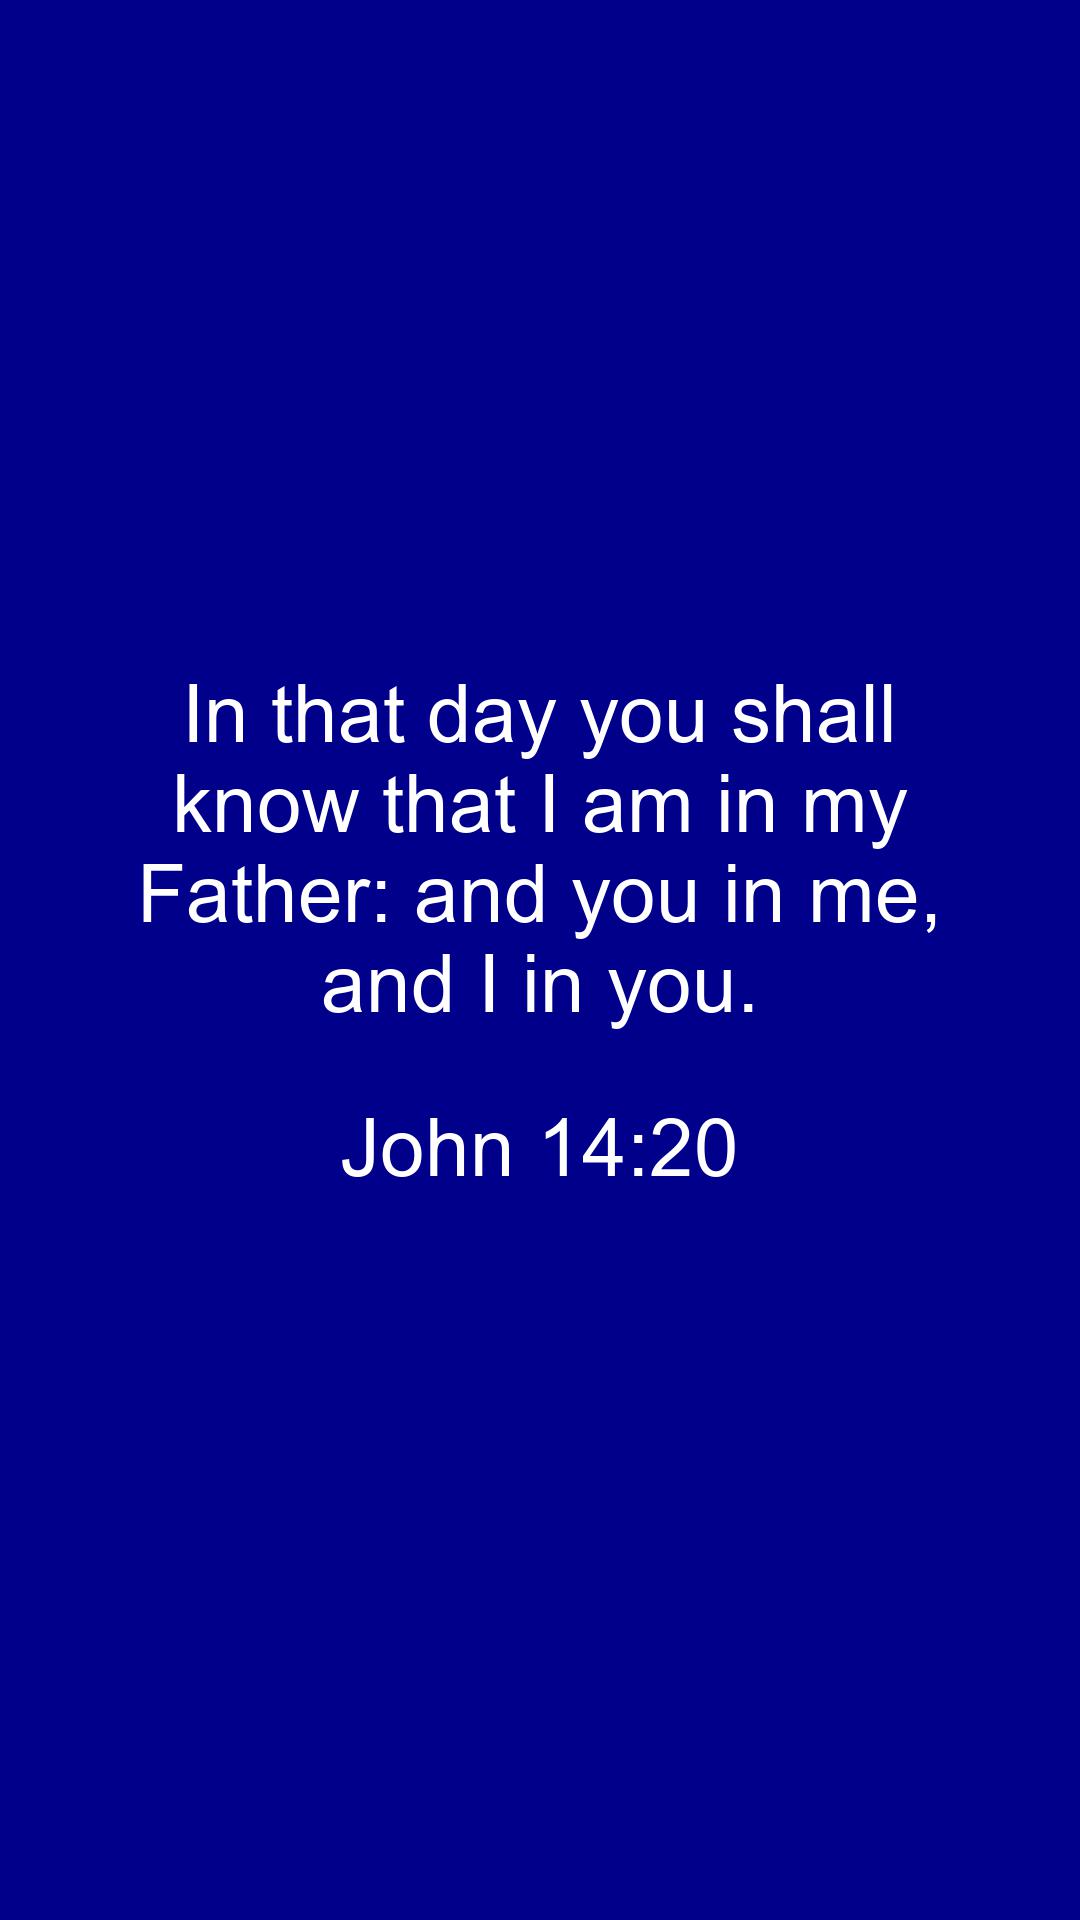 In that day you shall
know that I am in my
Father: and you in me,
and I in you.
John 14:20